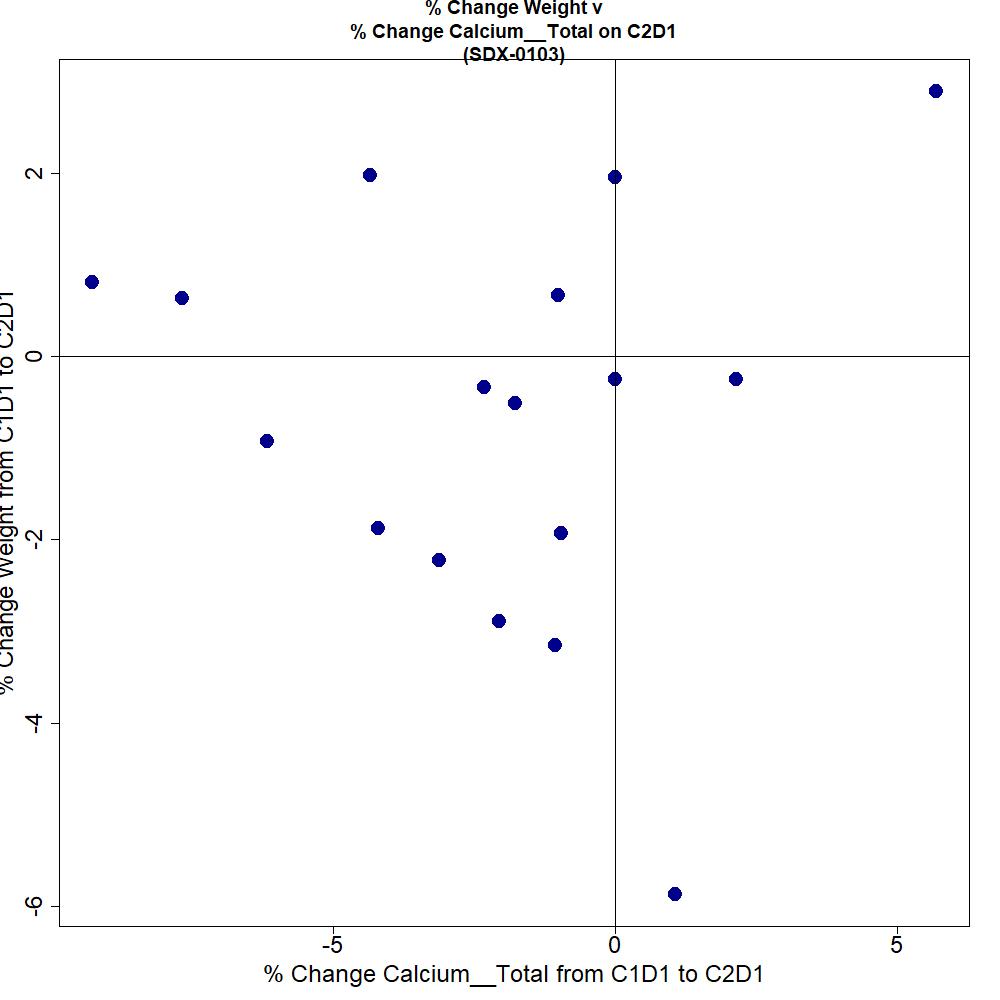 % Change Weight v
% Change Calcium__Total on C2D1
(SDX-0103)
% Change Weight from C1D1 to C2D1
2
0
-2
-4
-6
-5
0
5
% Change Calcium__Total from C1D1 to C2D1